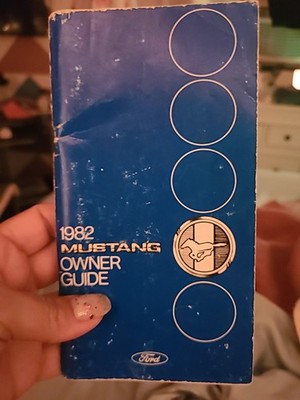 1982
MUSTANG
OWNER
GUIDE
Ford